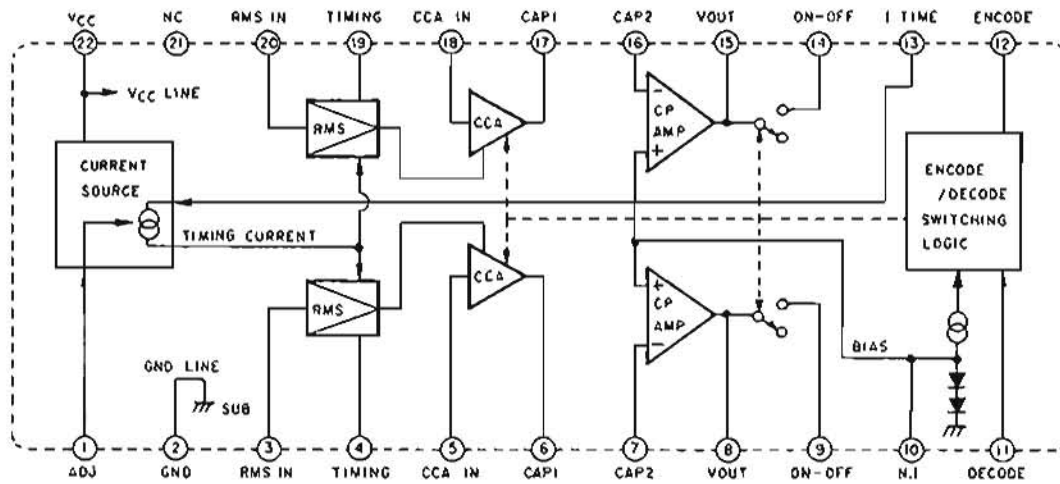 VCC NC RMS IN TIMING CCA IN CAP1 CAP2 VOUT ON-OFF I TIME ENCODE
22 21 20 19 18 17 16 15 14 13 12
VCC LINE
RMS
CCA
−
CP
AMP
+
CURRENT
SOURCE
ENCODE
/DECODE
SWITCHING
LOGIC
TIMING CURRENT
RMS
CCA
+
CP
AMP
−
BIAS
GND LINE
SUB
1 2 3 4 5 6 7 8 9 10 11
ADJ GND RMS IN TIMING CCA IN CAP1 CAP2 VOUT ON-OFF N.I DECODE